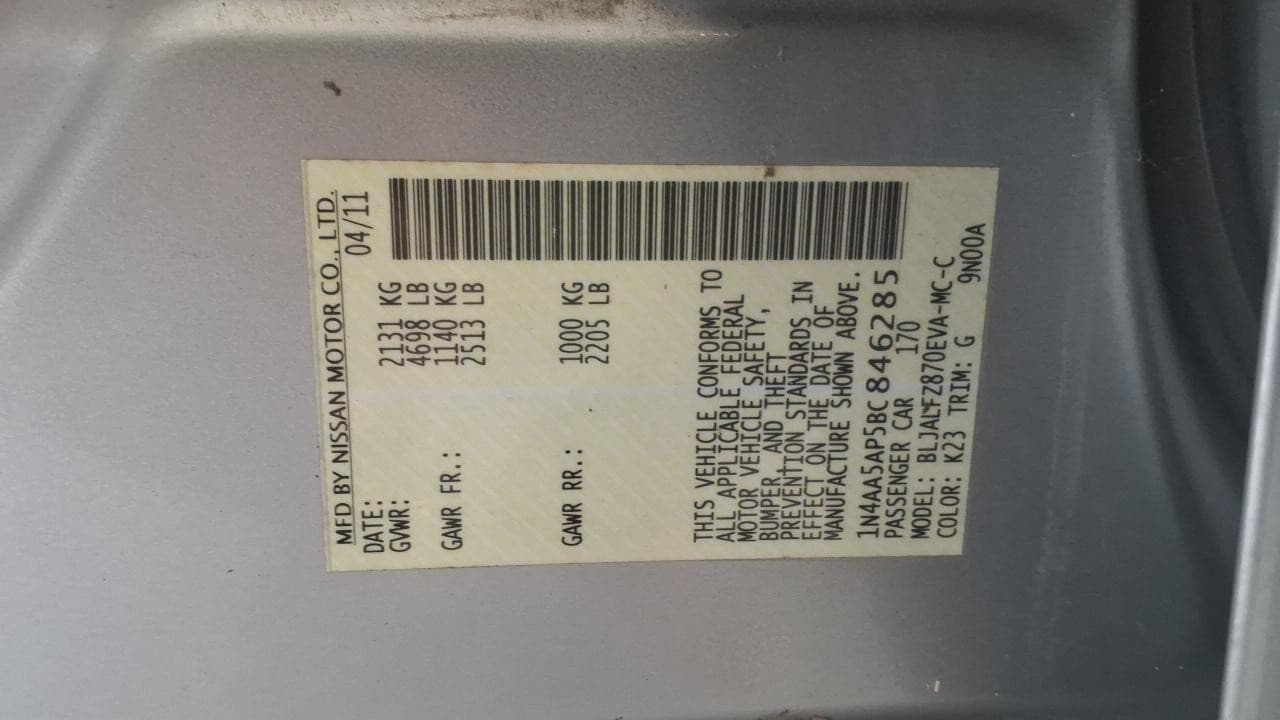 MFD BY NISSAN MOTOR CO., LTD.
DATE: 04/11
GVWR: 2131 KG
4698 LB
GAWR FR.: 1140 KG
2513 LB
GAWR RR.: 1000 KG
2205 LB
THIS VEHICLE CONFORMS TO
ALL APPLICABLE FEDERAL
MOTOR VEHICLE SAFETY,
BUMPER, AND THEFT
PREVENTION STANDARDS IN
EFFECT ON THE DATE OF
MANUFACTURE SHOWN ABOVE.
1N4AA5AP5BC846285
PASSENGER CAR 170
MODEL: BLJALYFZ870EVA-MC-C
COLOR: K23 TRIM: G 9N00A